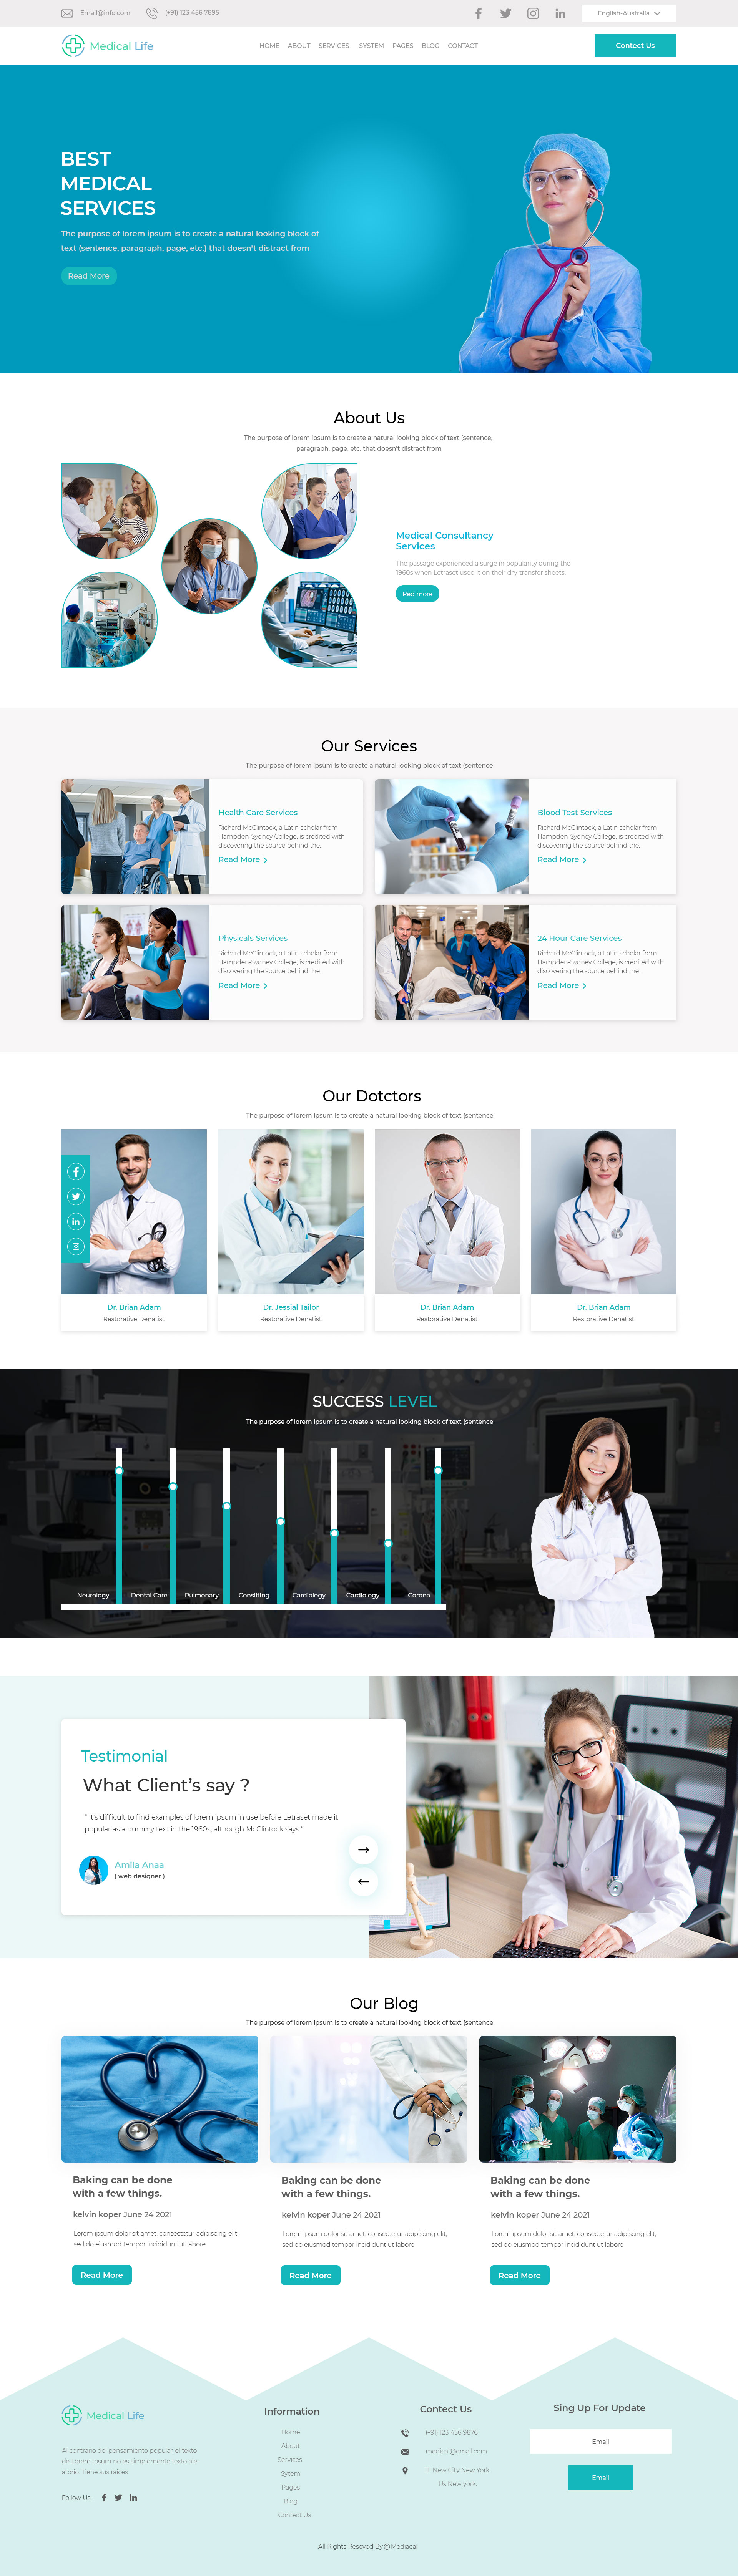 Email@info.com
(+91) 123 456 7895
English-Australia
Medical Life
HOME ABOUT SERVICES SYSTEM PAGES BLOG CONTACT
Contact Us
BEST
MEDICAL
SERVICES
The purpose of lorem ipsum is to create a natural looking block of
text (sentence, paragraph, page, etc.) that doesn't distract from
Read More
About Us
The purpose of lorem ipsum is to create a natural looking block of text (sentence,
paragraph, page, etc. that doesn't distract from
Medical Consultancy
Services
The passage experienced a surge in popularity during the
1960s when Letraset used it on their dry-transfer sheets.
Red more
Our Services
The purpose of lorem ipsum is to create a natural looking block of text (sentence
Health Care Services
Richard McClintock, a Latin scholar from
Hampden-Sydney College, is credited with
discovering the source behind the.
Read More
Blood Test Services
Richard McClintock, a Latin scholar from
Hampden-Sydney College, is credited with
discovering the source behind the.
Read More
Physicals Services
Richard McClintock, a Latin scholar from
Hampden-Sydney College, is credited with
discovering the source behind the.
Read More
24 Hour Care Services
Richard McClintock, a Latin scholar from
Hampden-Sydney College, is credited with
discovering the source behind the.
Read More
Our Dotctors
The purpose of lorem ipsum is to create a natural looking block of text (sentence
Dr. Brian Adam
Restorative Denatist
Dr. Jessial Tailor
Restorative Denatist
Dr. Brian Adam
Restorative Denatist
Dr. Brian Adam
Restorative Denatist
SUCCESS LEVEL
The purpose of lorem ipsum is to create a natural looking block of text (sentence
Neurology
Dental Care
Pulmonary
Consilting
Cardiology
Cardiology
Corona
Testimonial
What Client's say ?
" It's difficult to find examples of lorem ipsum in use before Letraset made it
popular as a dummy text in the 1960s, although McClintock says "
Amila Anaa
( web designer )
Our Blog
The purpose of lorem ipsum is to create a natural looking block of text (sentence
Baking can be done
with a few things.
kelvin koper June 24 2021
Lorem ipsum dolor sit amet, consectetur adipiscing elit,
sed do eiusmod tempor incididunt ut labore
Read More
Baking can be done
with a few things.
kelvin koper June 24 2021
Lorem ipsum dolor sit amet, consectetur adipiscing elit,
sed do eiusmod tempor incididunt ut labore
Read More
Baking can be done
with a few things.
kelvin koper June 24 2021
Lorem ipsum dolor sit amet, consectetur adipiscing elit,
sed do eiusmod tempor incididunt ut labore
Read More
Medical Life
Al contrario del pensamiento popular, el texto
de Lorem Ipsum no es simplemente texto ale-
atorio. Tiene sus raices
Follow Us :
Information
Home
About
Services
Sytem
Pages
Blog
Contect Us
Contect Us
(+91) 123 456 9876
medical@email.com
111 New City New York
Us New york.
Sing Up For Update
Email
Email
All Rights Reseved By © Mediacal